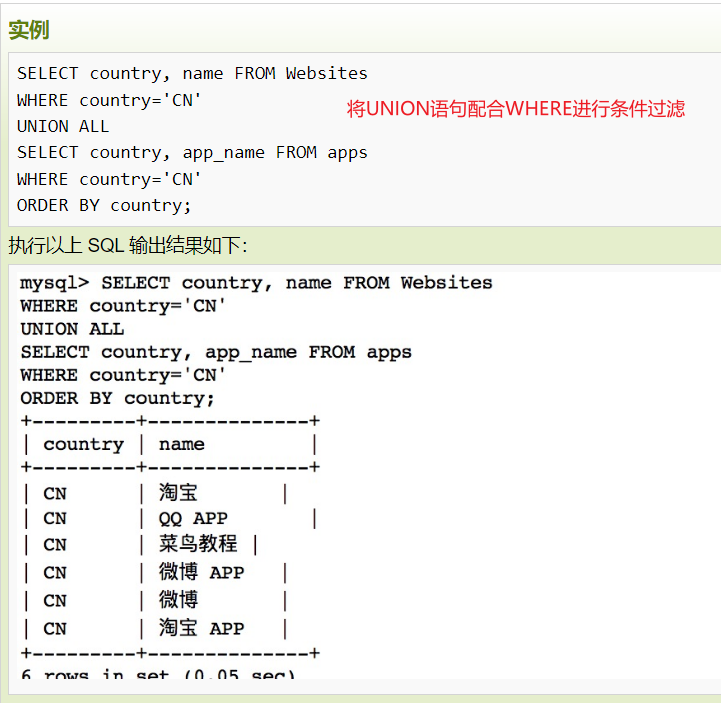 实例
SELECT country, name FROM Websites
WHERE country='CN'
将UNION语句配合WHERE进行条件过滤
UNION ALL
SELECT country, app_name FROM apps
WHERE country='CN'
ORDER BY country;
执行以上 SQL 输出结果如下:
mysql> SELECT country, name FROM Websites
WHERE country='CN'
UNION ALL
SELECT country, app_name FROM apps
WHERE country='CN'
ORDER BY country;
+---------+--------------+
| country | name         |
+---------+--------------+
| CN      | 淘宝       |
| CN      | QQ APP       |
| CN      | 菜鸟教程 |
| CN      | 微博 APP   |
| CN      | 微博       |
| CN      | 淘宝 APP   |
+---------+--------------+
6 rows in set (0.05 sec)